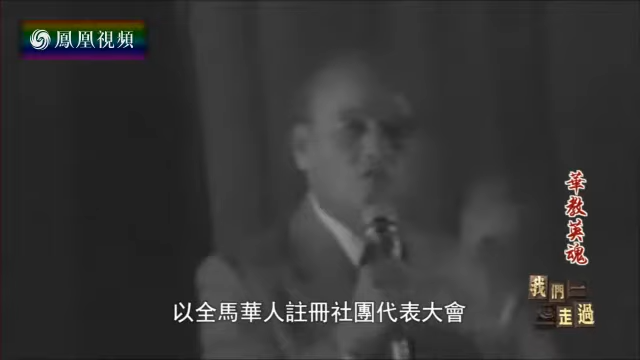 鳳凰視頻
華教英魂
我們一
走過
以全馬華人註冊社團代表大會